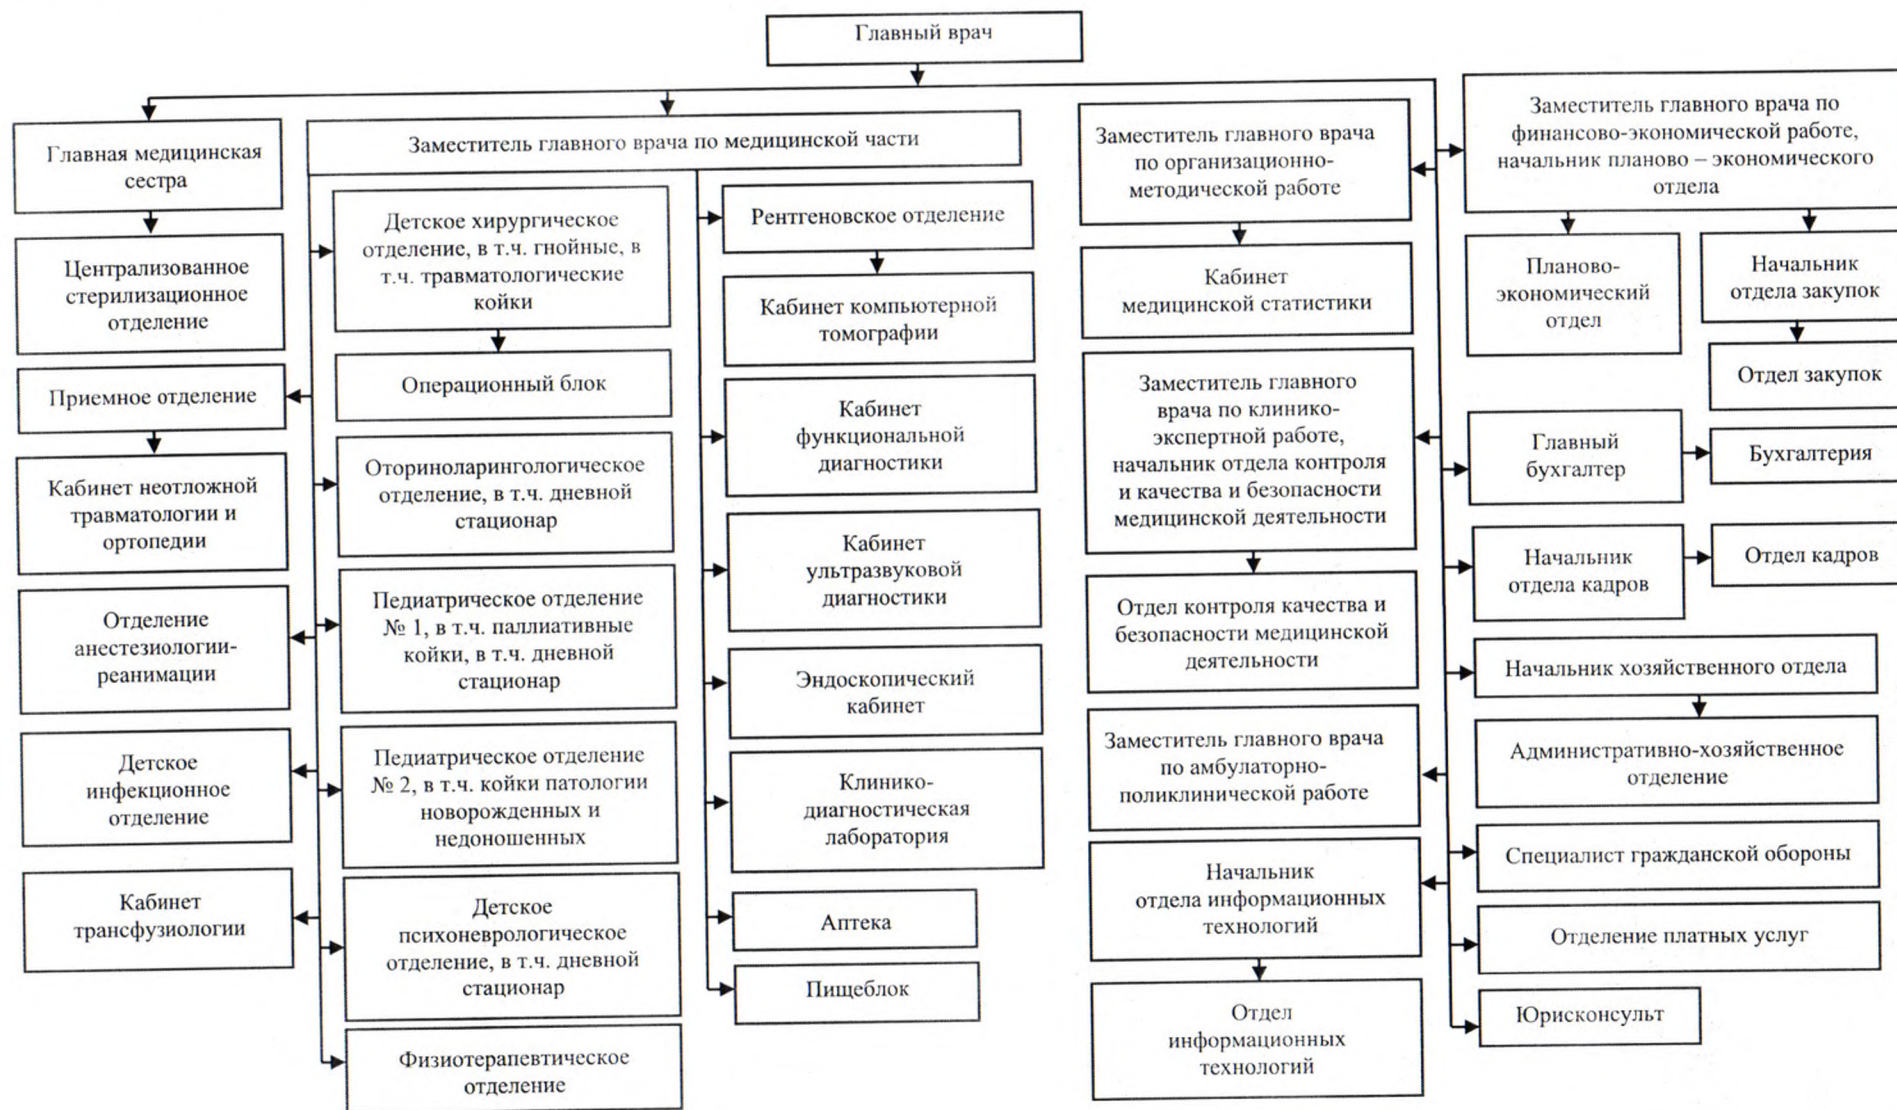 Главный врач
Главная медицинская
сестра
Централизованное
стерилизационное
отделение
Приемное отделение
Кабинет неотложной
травматологии и
ортопедии
Отделение
анестезиологии-
реанимации
Детское
инфекционное
отделение
Кабинет
трансфузиологии
Заместитель главного врача по медицинской части
Детское хирургическое
отделение, в т.ч. гнойные, в
т.ч. травматологические
койки
Операционный блок
Оториноларингологическое
отделение, в т.ч. дневной
стационар
Педиатрическое отделение
№ 1, в т.ч. паллиативные
койки, в т.ч. дневной
стационар
Педиатрическое отделение
№ 2, в т.ч. койки патологии
новорожденных и
недоношенных
Детское
психоневрологическое
отделение, в т.ч. дневной
стационар
Физиотерапевтическое
отделение
Рентгеновское отделение
Кабинет компьютерной
томографии
Кабинет
функциональной
диагностики
Кабинет
ультразвуковой
диагностики
Эндоскопический
кабинет
Клинико-
диагностическая
лаборатория
Аптека
Пищеблок
Заместитель главного врача
по организационно-
методической работе
Кабинет
медицинской статистики
Заместитель главного
врача по клинико-
экспертной работе,
начальник отдела контроля
и качества и безопасности
медицинской деятельности
Отдел контроля качества и
безопасности медицинской
деятельности
Заместитель главного врача
по амбулаторно-
поликлинической работе
Начальник
отдела информационных
технологий
Отдел
информационных
технологий
Заместитель главного врача по
финансово-экономической работе,
начальник планово – экономического
отдела
Планово-
экономический
отдел
Начальник
отдела закупок
Отдел закупок
Главный
бухгалтер
Бухгалтерия
Начальник
отдела кадров
Отдел кадров
Начальник хозяйственного отдела
Административно-хозяйственное
отделение
Специалист гражданской обороны
Отделение платных услуг
Юрисконсульт